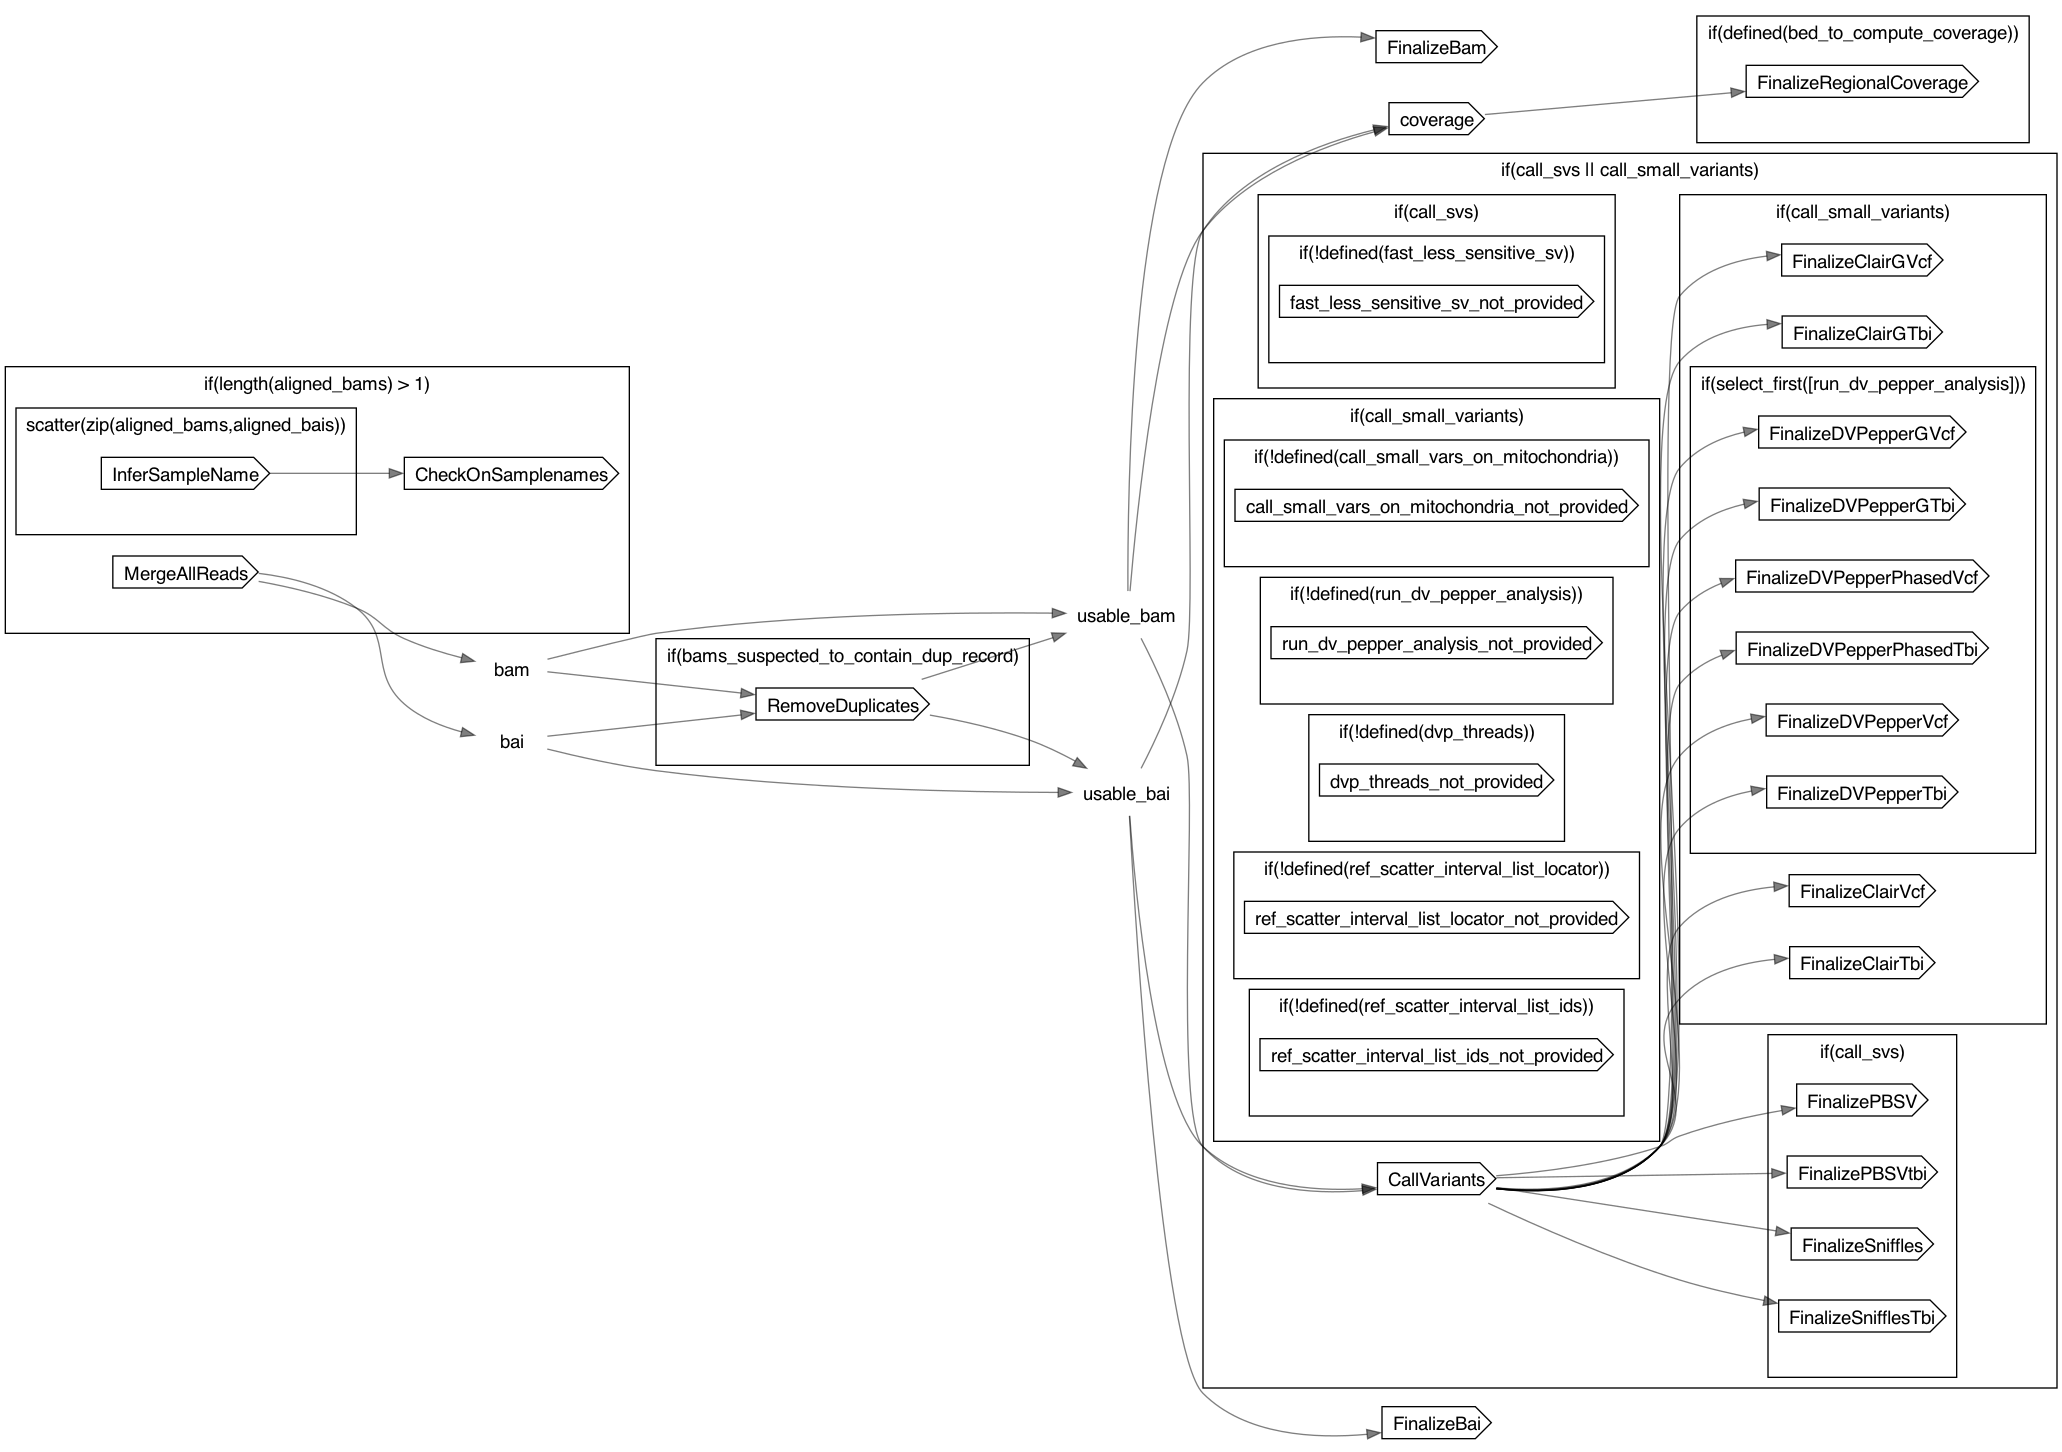 if(length(aligned_bams) > 1)
scatter(zip(aligned_bams,aligned_bais))
InferSampleName
CheckOnSamplenames
MergeAllReads
bam
bai
if(bams_suspected_to_contain_dup_record)
RemoveDuplicates
usable_bam
usable_bai
FinalizeBam
coverage
if(defined(bed_to_compute_coverage))
FinalizeRegionalCoverage
if(call_svs || call_small_variants)
if(call_svs)
if(!defined(fast_less_sensitive_sv))
fast_less_sensitive_sv_not_provided
if(call_small_variants)
if(!defined(call_small_vars_on_mitochondria))
call_small_vars_on_mitochondria_not_provided
if(!defined(run_dv_pepper_analysis))
run_dv_pepper_analysis_not_provided
if(!defined(dvp_threads))
dvp_threads_not_provided
if(!defined(ref_scatter_interval_list_locator))
ref_scatter_interval_list_locator_not_provided
if(!defined(ref_scatter_interval_list_ids))
ref_scatter_interval_list_ids_not_provided
CallVariants
if(call_small_variants)
FinalizeClairGVcf
FinalizeClairGTbi
if(select_first([run_dv_pepper_analysis]))
FinalizeDVPepperGVcf
FinalizeDVPepperGTbi
FinalizeDVPepperPhasedVcf
FinalizeDVPepperPhasedTbi
FinalizeDVPepperVcf
FinalizeDVPepperTbi
FinalizeClairVcf
FinalizeClairTbi
if(call_svs)
FinalizePBSV
FinalizePBSVtbi
FinalizeSniffles
FinalizeSnifflesTbi
FinalizeBai